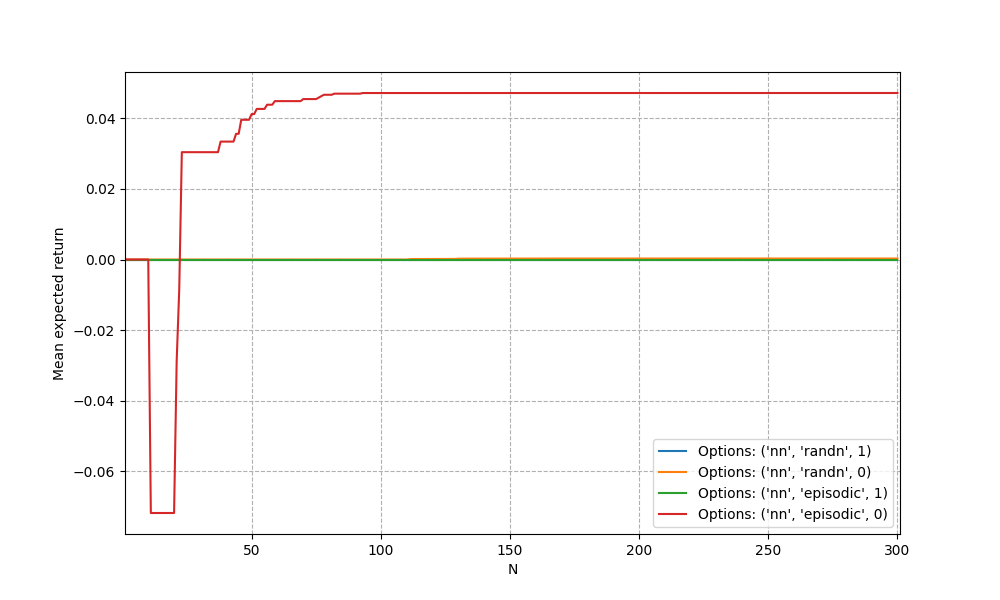 0.04
0.02
0.00
−0.02
−0.04
−0.06
Mean expected return
50
100
150
200
250
300
N
Options: ('nn', 'randn', 1)
Options: ('nn', 'randn', 0)
Options: ('nn', 'episodic', 1)
Options: ('nn', 'episodic', 0)